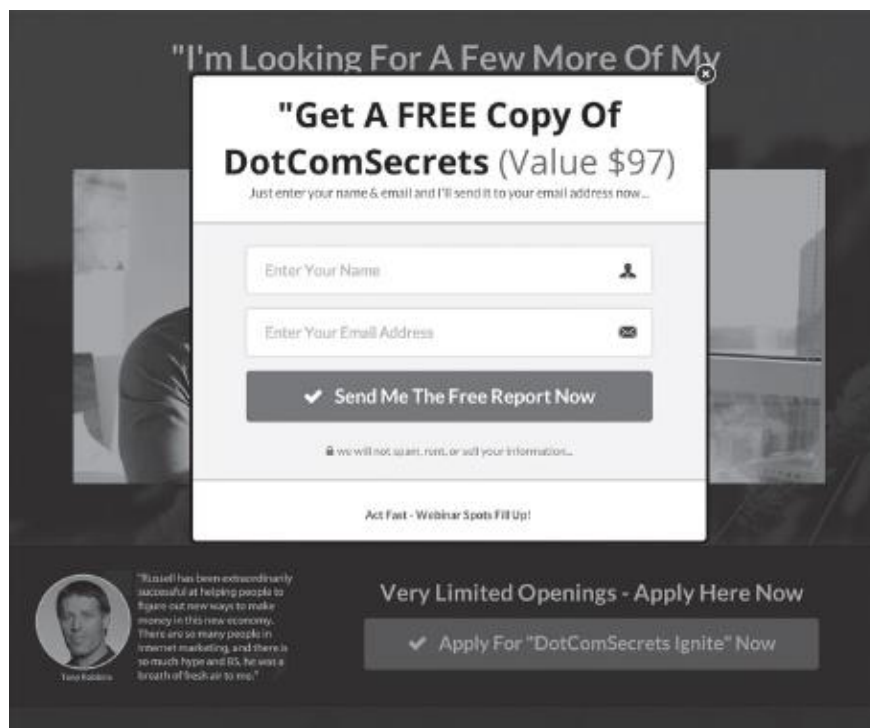 "I'm Looking For A Few More Of My
"Get A FREE Copy Of
DotComSecrets (Value $97)
Just enter your name & email and I'll send it to your email address now...
Enter Your Name
Enter Your Email Address
Send Me The Free Report Now
we will not spam, rent, or sell your information...
Act Fast - Webinar Spots Fill Up!
"Russell has been extraordinarily
successful at helping people to
figure out new ways to make
money in this new economy.
There are so many people in
internet marketing, and there is
so much hype and BS, he was a
breath of fresh air to me."
Tony Robbins
Very Limited Openings - Apply Here Now
Apply For "DotComSecrets Ignite" Now